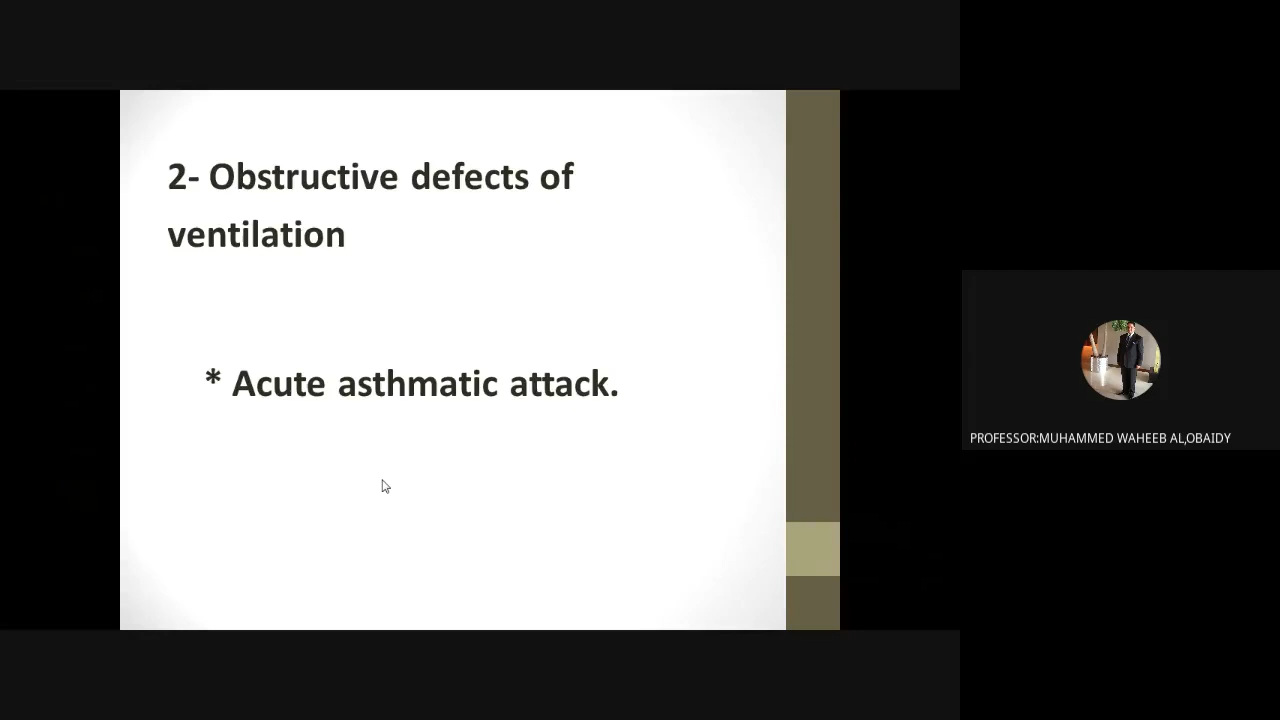 2- Obstructive defects of
ventilation
* Acute asthmatic attack.
PROFESSOR:MUHAMMED WAHEEB AL,OBAIDY